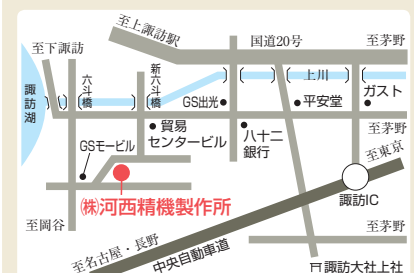 至上諏訪駅
国道20号
至茅野
至下諏訪
上川
ガスト
六斗橋
新六斗橋
諏訪湖
GS出光
平安堂
貿易
センタービル
八十二
銀行
至茅野
GSモービル
至東京
㈱河西精機製作所
諏訪IC
至岡谷
至茅野
至名古屋・長野
中央自動車道
諏訪大社上社